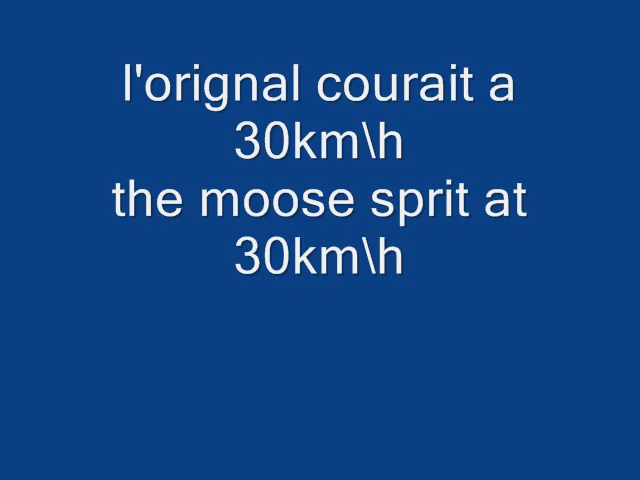 l'orignal courait a
30km\h
the moose sprit at
30km\h